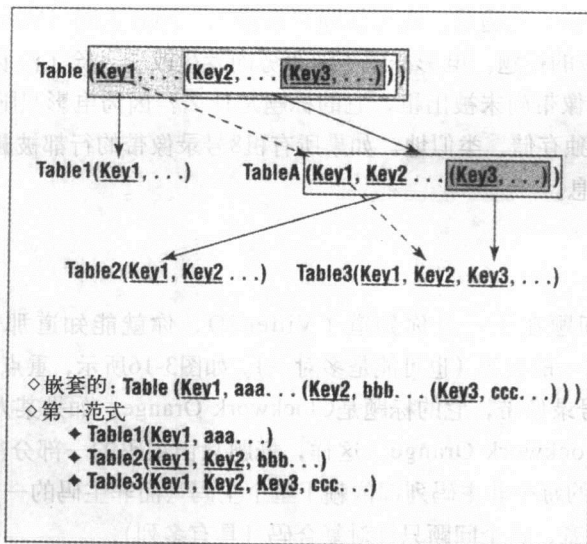 Table (Key1, . . . (Key2, . . . (Key3, . . .)))
Table1(Key1, . . .) TableA (Key1, Key2 . . . (Key3, . . .))
Table2(Key1, Key2 . . .) Table3(Key1, Key2, Key3, . . .)
◇嵌套的: Table (Key1, aaa. . . (Key2, bbb. . . (Key3, ccc. . .)))
◇第一范式
◆ Table1(Key1, aaa. . .)
◆ Table2(Key1, Key2, bbb. . .)
◆ Table3(Key1, Key2, Key3, ccc. . .)